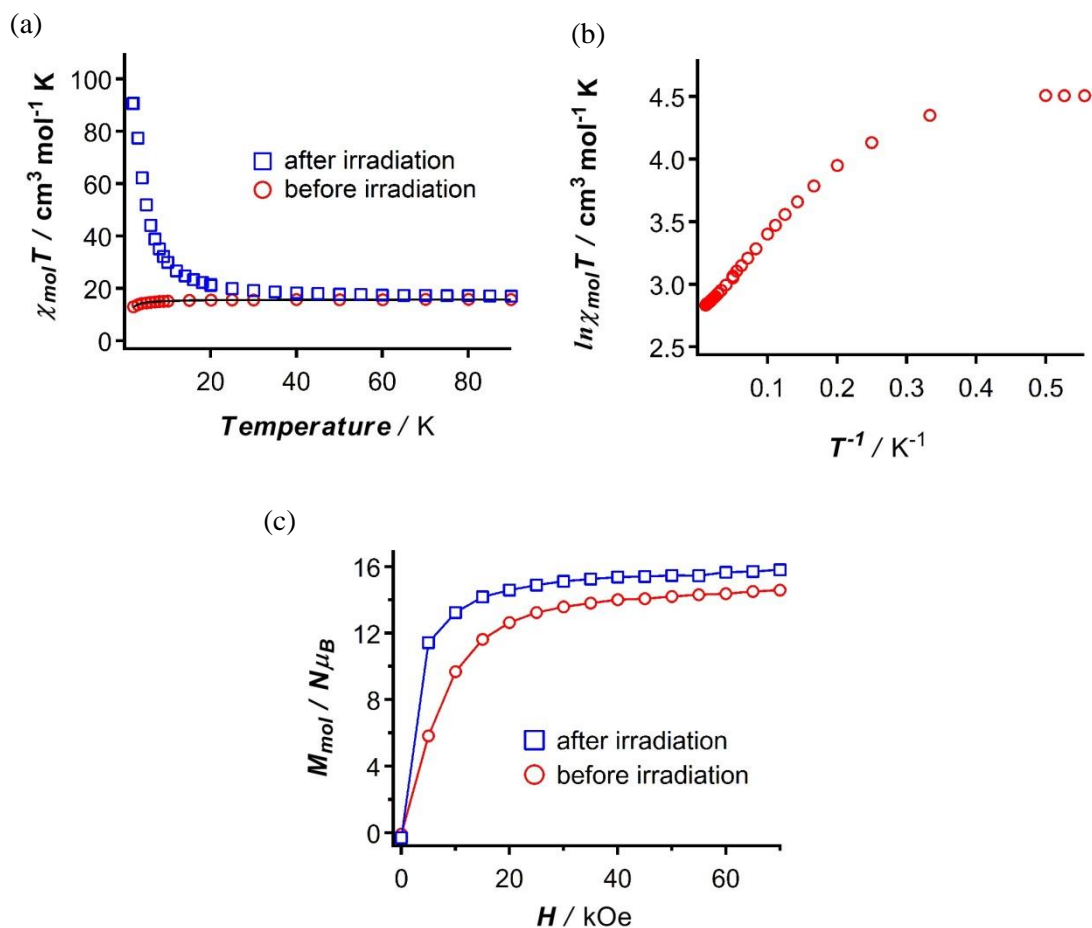 (a)
χmolT / cm³ mol⁻¹ K
100
80
60
40
20
0
after irradiation
before irradiation
20
40
60
80
Temperature / K
(b)
lnχmolT / cm³ mol⁻¹ K
4.5
4.0
3.5
3.0
2.5
0.1
0.2
0.3
0.4
0.5
T⁻¹ / K⁻¹
(c)
Mmol / NμB
16
12
8
4
0
after irradiation
before irradiation
0
20
40
60
H / kOe